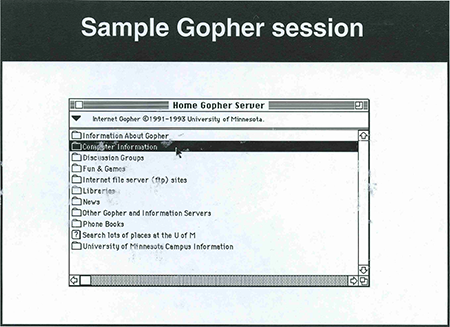 Sample Gopher session
Home Gopher Server
Internet Gopher ©1991-1993 University of Minnesota.
Information About Gopher
Computer Information
Discussion Groups
Fun & Games
Internet file server (ftp) sites
Libraries
News
Other Gopher and Information Servers
Phone Books
? Search lots of places at the U of M
University of Minnesota Campus Information